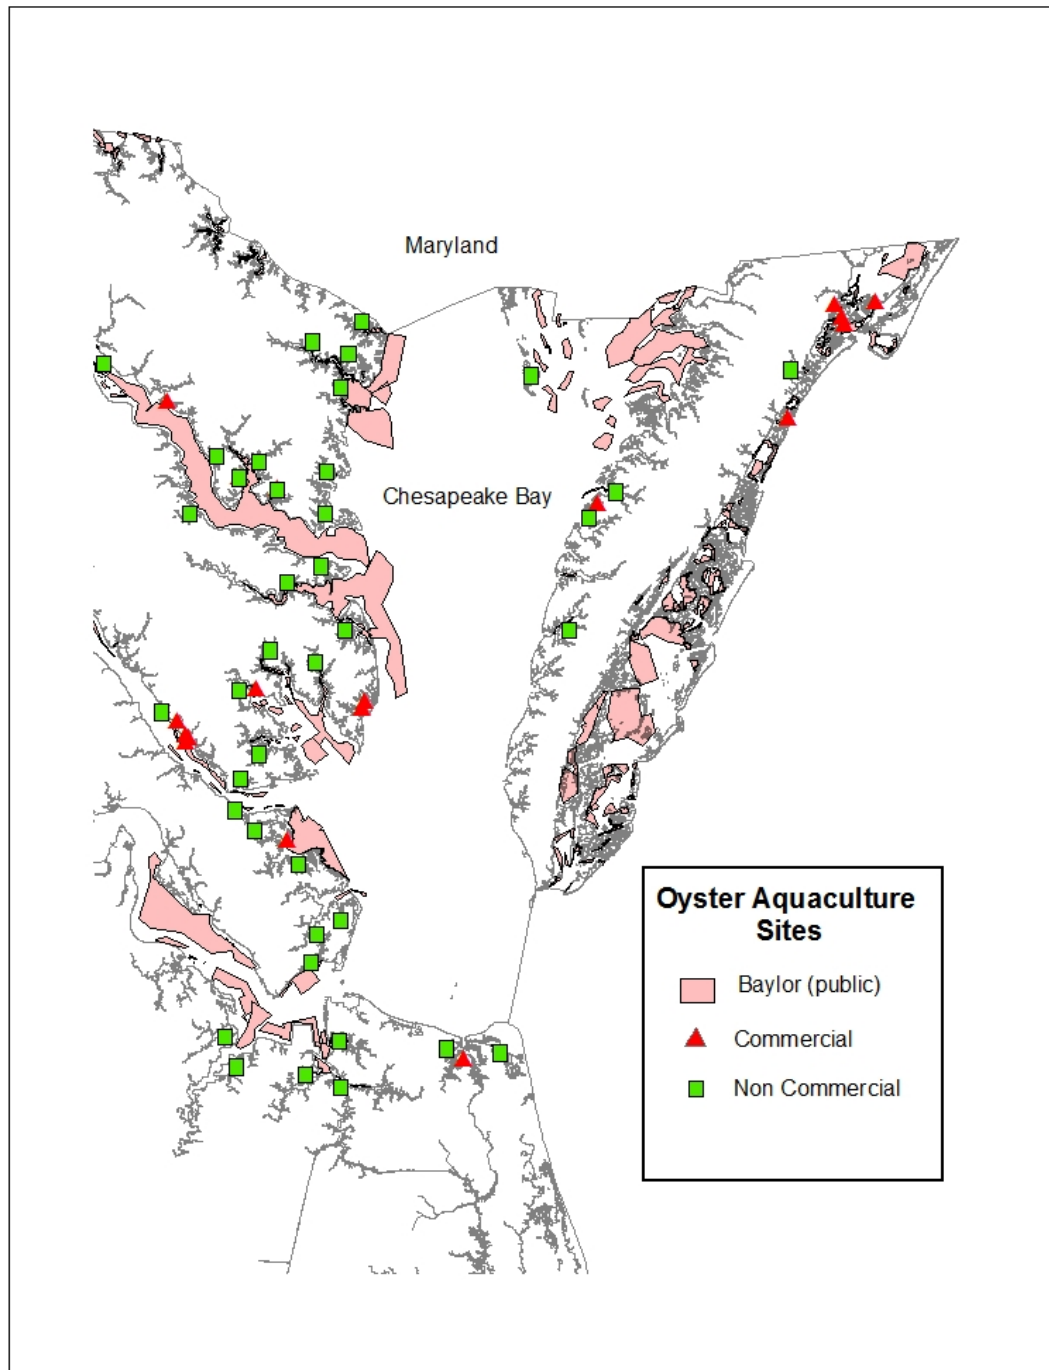 Maryland
Chesapeake Bay
Oyster Aquaculture
Sites
Baylor (public)
Commercial
Non Commercial